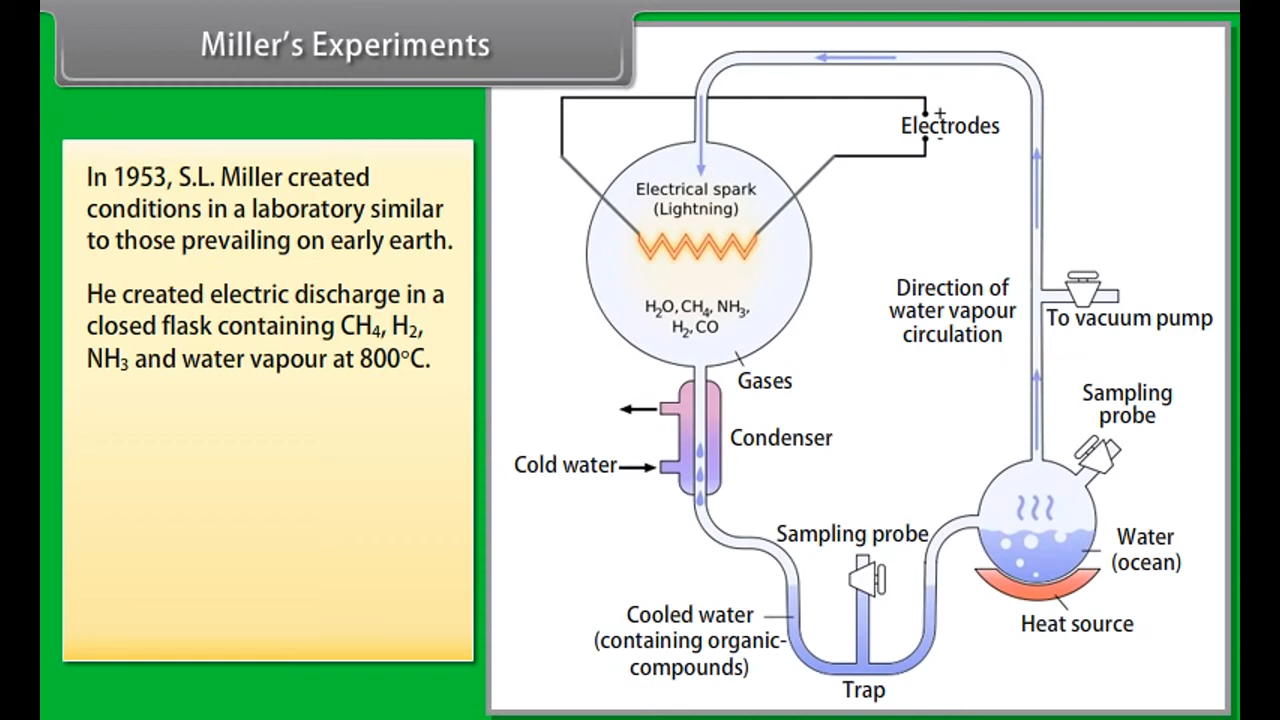 Miller’s Experiments
In 1953, S.L. Miller created
conditions in a laboratory similar
to those prevailing on early earth.
He created electric discharge in a
closed flask containing CH₄, H₂,
NH₃ and water vapour at 800°C.
+
Electrodes
-
Electrical spark
(Lightning)
H₂O, CH₄, NH₃,
H₂, CO
Gases
Direction of
water vapour
circulation
To vacuum pump
Sampling
probe
Condenser
Cold water
Sampling probe
Water
(ocean)
Cooled water
(containing organic-
compounds)
Heat source
Trap